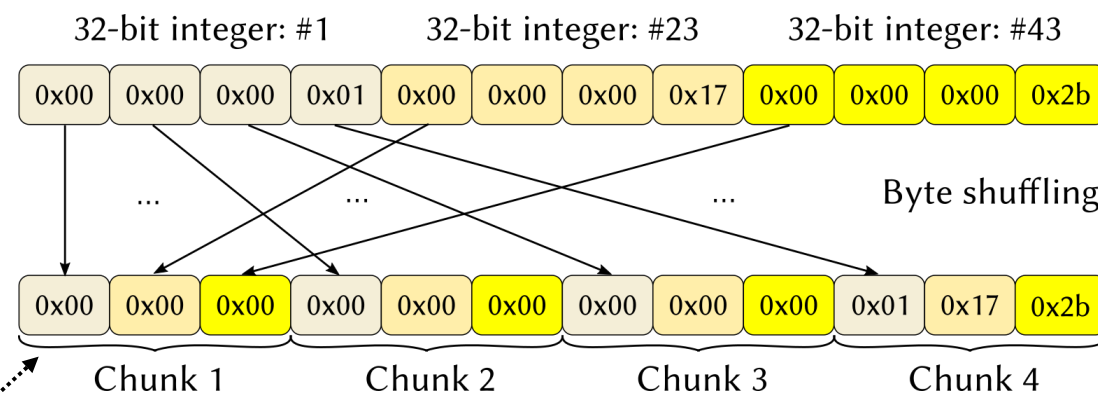 32-bit integer: #1 32-bit integer: #23 32-bit integer: #43
0x00 0x00 0x00 0x01 0x00 0x00 0x00 0x17 0x00 0x00 0x00 0x2b
... ... ...
Byte shuffling
0x00 0x00 0x00 0x00 0x00 0x00 0x00 0x00 0x00 0x01 0x17 0x2b
Chunk 1 Chunk 2 Chunk 3 Chunk 4